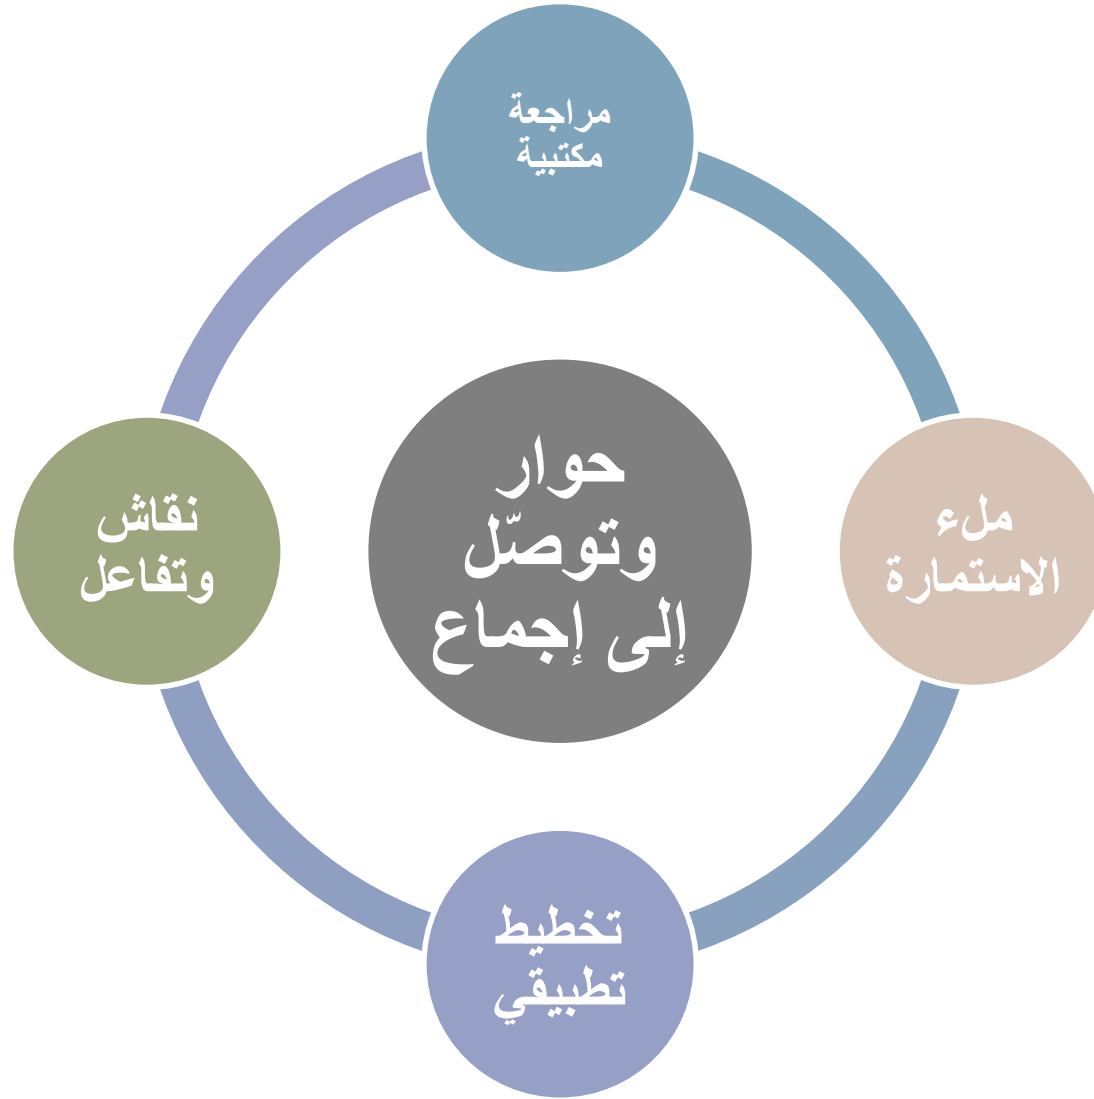 مراجعة
مكتبية
ملء
الاستمارة
حوار
وتوصّل
إلى إجماع
نقاش
وتفاعل
تخطيط
تطبيقي